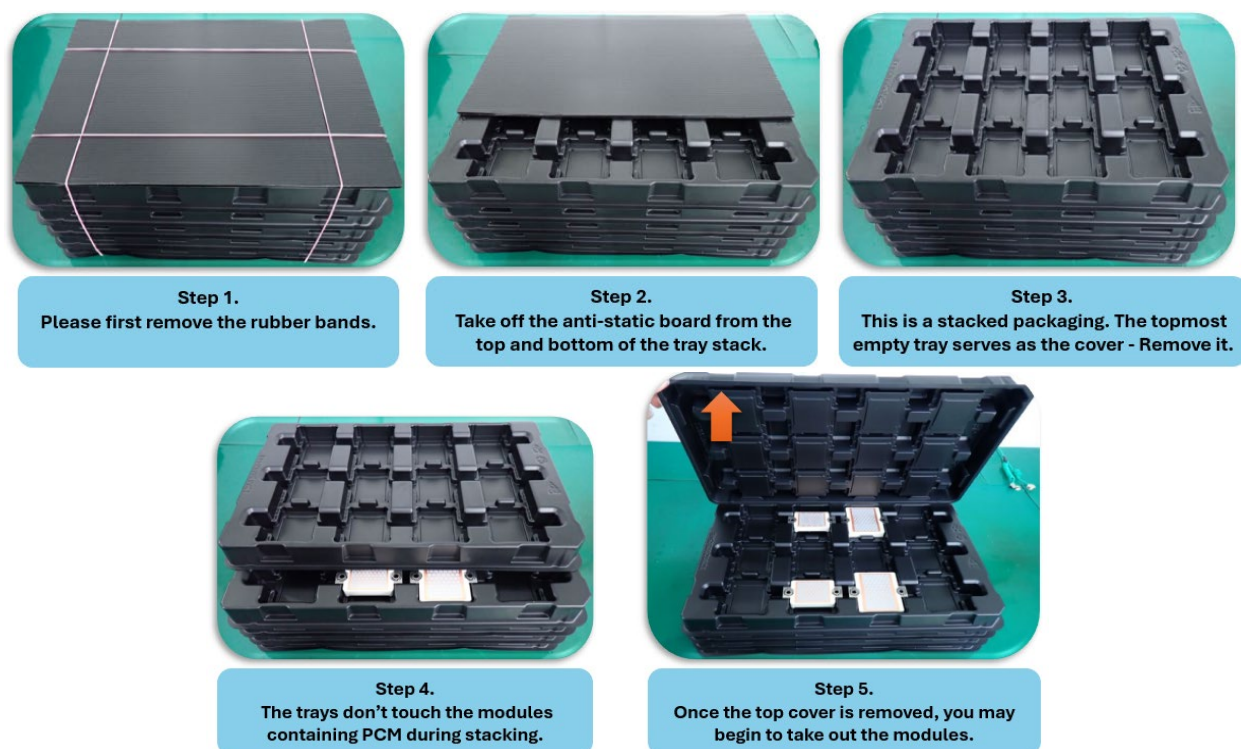 Step 1.
Please first remove the rubber bands.
Step 2.
Take off the anti-static board from the
top and bottom of the tray stack.
Step 3.
This is a stacked packaging. The topmost
empty tray serves as the cover - Remove it.
Step 4.
The trays don’t touch the modules
containing PCM during stacking.
Step 5.
Once the top cover is removed, you may
begin to take out the modules.